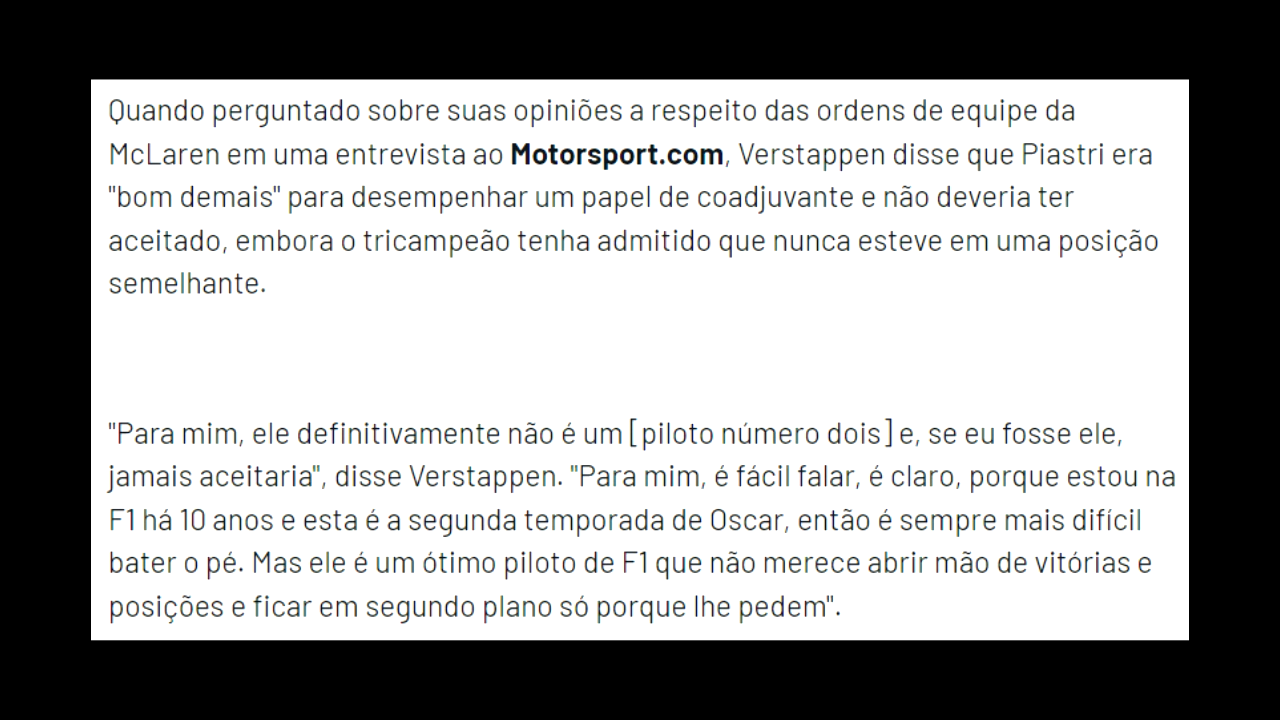 Quando perguntado sobre suas opiniões a respeito das ordens de equipe da
McLaren em uma entrevista ao Motorsport.com, Verstappen disse que Piastri era
"bom demais" para desempenhar um papel de coadjuvante e não deveria ter
aceitado, embora o tricampeão tenha admitido que nunca esteve em uma posição
semelhante.
"Para mim, ele definitivamente não é um [piloto número dois] e, se eu fosse ele,
jamais aceitaria", disse Verstappen. "Para mim, é fácil falar, é claro, porque estou na
F1 há 10 anos e esta é a segunda temporada de Oscar, então é sempre mais difícil
bater o pé. Mas ele é um ótimo piloto de F1 que não merece abrir mão de vitórias e
posições e ficar em segundo plano só porque lhe pedem".